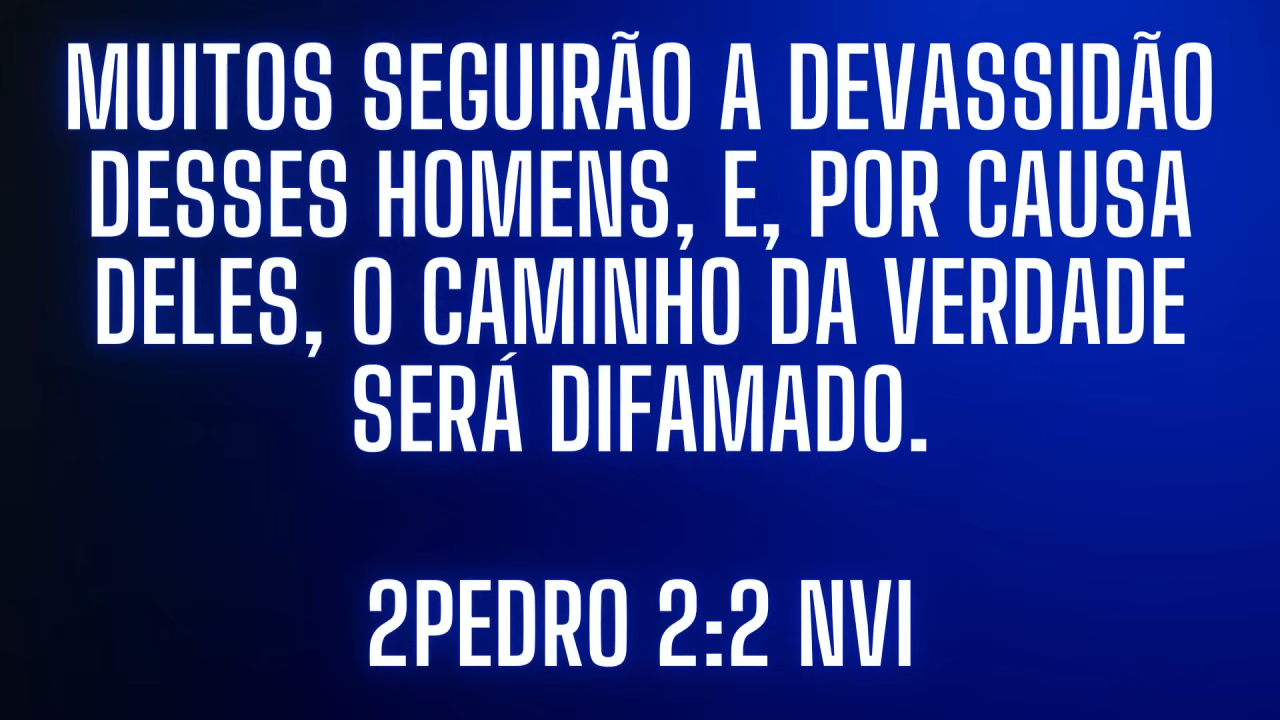 MUITOS SEGUIRÃO A DEVASSIDÃO
DESSES HOMENS, E, POR CAUSA
DELES, O CAMINHO DA VERDADE
SERÁ DIFAMADO.
2PEDRO 2:2 NVI